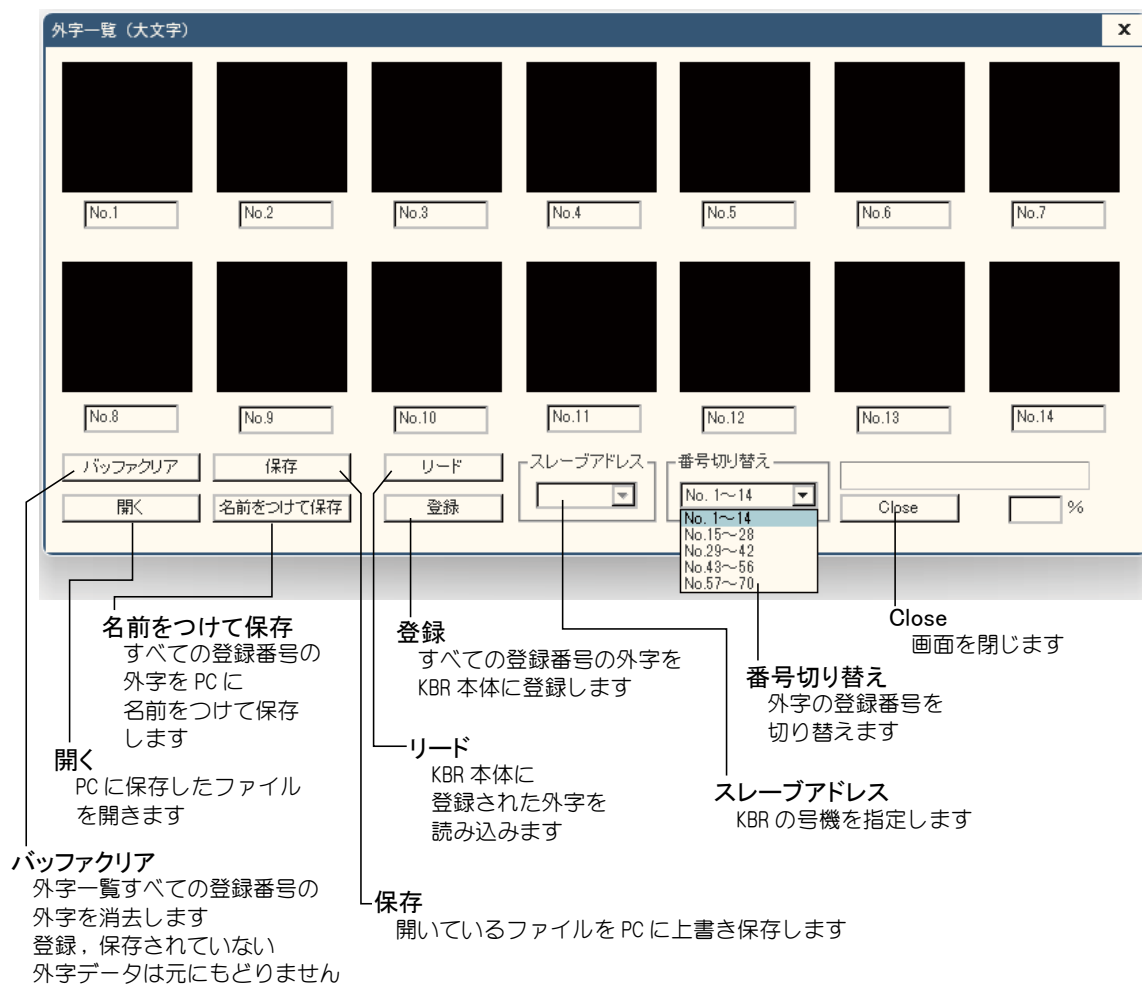 外字一覧（大文字）
x
No.1
No.2
No.3
No.4
No.5
No.6
No.7
No.8
No.9
No.10
No.11
No.12
No.13
No.14
バッファクリア
保存
リード
スレーブアドレス
番号切り替え
開く
名前をつけて保存
登録
No. 1～14
Close
%
No. 1～14
No.15～28
No.29～42
No.43～56
No.57～70
名前をつけて保存
すべての登録番号の
外字を PC に
名前をつけて保存
します
登録
すべての登録番号の外字を
KBR 本体に登録します
Close
画面を閉じます
番号切り替え
外字の登録番号を
切り替えます
開く
PC に保存したファイル
を開きます
リード
KBR 本体に
登録された外字を
読み込みます
スレーブアドレス
KBR の号機を指定します
バッファクリア
外字一覧すべての登録番号の
外字を消去します
登録，保存されていない
外字データは元にもどりません
保存
開いているファイルを PC に上書き保存します